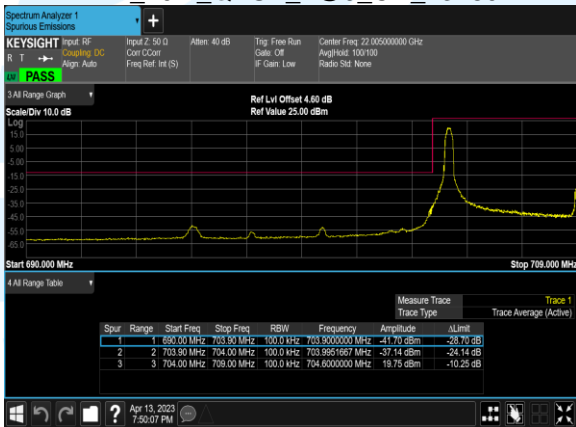 Spectrum Analyzer 1
Spurious Emissions
KEYSIGHT Input: RF Input Z: 50 Ω Atten: 40 dB Trig: Free Run Center Freq: 22.005000000 GHz
R T Coupling: DC Corr CCorr Gate: Off Avg|Hold: 100/100
Align: Auto Freq Ref: Int (S) IF Gain: Low Radio Std: None
PASS
3 All Range Graph Ref Lvl Offset 4.60 dB
Scale/Div 10.0 dB Ref Value 25.00 dBm
Log
15.0
5.00
-5.00
-15.0
-25.0
-35.0
-45.0
-55.0
-65.0
Start 690.000 MHz Stop 709.000 MHz
4 All Range Table
Measure Trace Trace 1
Trace Type Trace Average (Active)
Spur Range Start Freq Stop Freq RBW Frequency Amplitude ΔLimit
1 1 690.00 MHz 703.90 MHz 100.0 kHz 703.9000000 MHz -41.70 dBm -28.70 dB
2 2 703.90 MHz 704.00 MHz 100.0 kHz 703.9951667 MHz -37.14 dBm -24.14 dB
3 3 704.00 MHz 709.00 MHz 100.0 kHz 704.6000000 MHz 19.75 dBm -10.25 dB
? Apr 13, 2023
7:50:07 PM